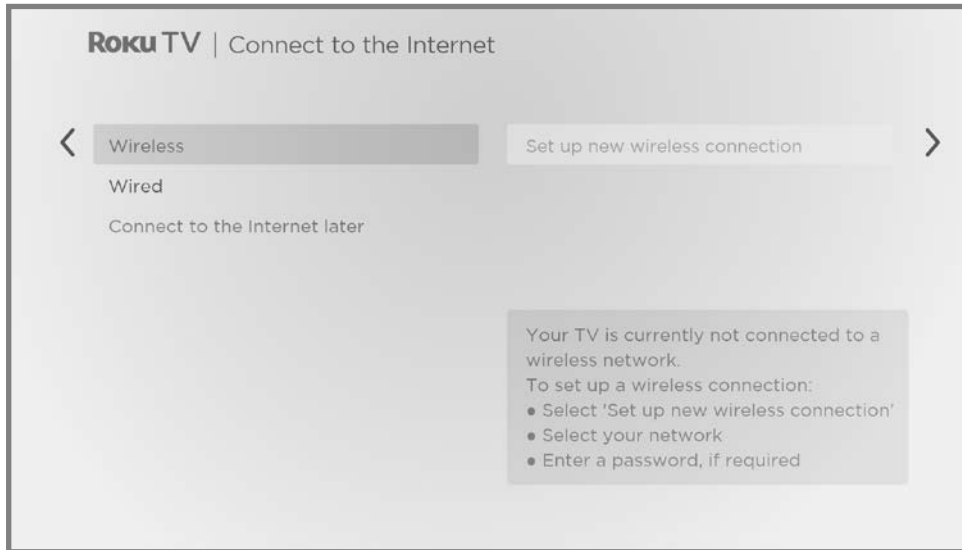 Roku TV | Connect to the Internet
Wireless
Set up new wireless connection
Wired
Connect to the Internet later
Your TV is currently not connected to a
wireless network.
To set up a wireless connection:
• Select 'Set up new wireless connection'
• Select your network
• Enter a password, if required